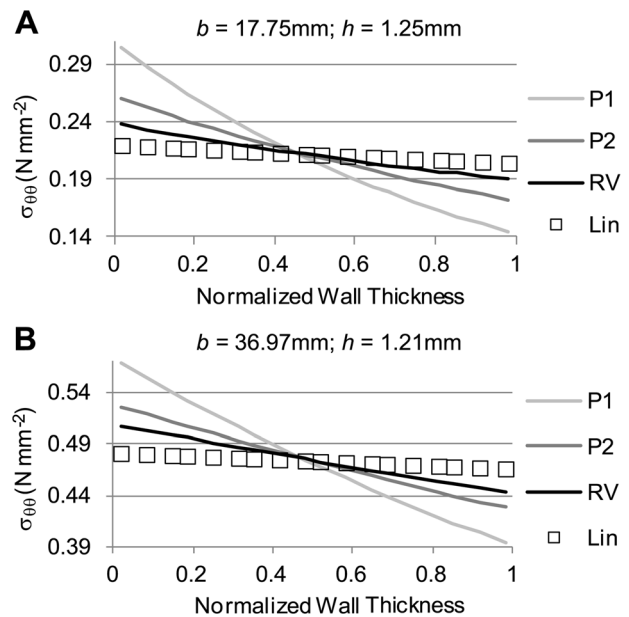 A
b = 17.75mm; h = 1.25mm
σθθ (N mm-2)
0.29
0.24
0.19
0.14
0 0.2 0.4 0.6 0.8 1
Normalized Wall Thickness
P1
P2
RV
Lin
B
b = 36.97mm; h = 1.21mm
σθθ (N mm-2)
0.54
0.49
0.44
0.39
0 0.2 0.4 0.6 0.8 1
Normalized Wall Thickness
P1
P2
RV
Lin